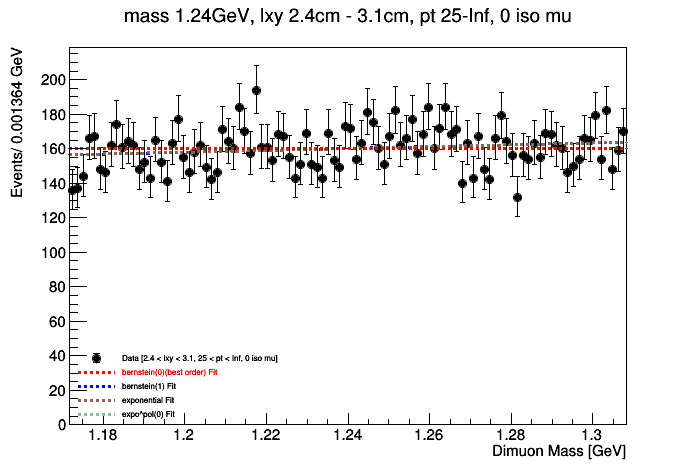 mass 1.24GeV, lxy 2.4cm - 3.1cm, pt 25-Inf, 0 iso mu
Events/ 0.001364 GeV
200
180
160
140
120
100
80
60
40
20
0
Data [2.4 < lxy < 3.1, 25 < pt < Inf, 0 iso mu]
bernstein(0)(best order) Fit
bernstein(1) Fit
exponential Fit
expo*pol(0) Fit
1.18 1.2 1.22 1.24 1.26 1.28 1.3
Dimuon Mass [GeV]